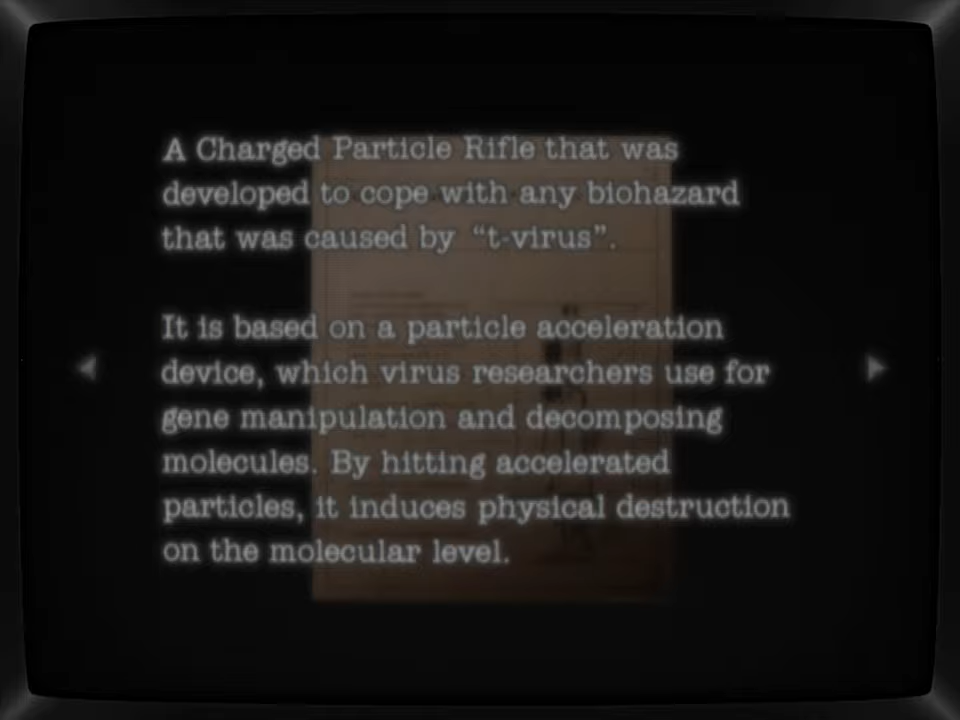 A Charged Particle Rifle that was
developed to cope with any biohazard
that was caused by “t-virus”.
It is based on a particle acceleration
device, which virus researchers use for
gene manipulation and decomposing
molecules. By hitting accelerated
particles, it induces physical destruction
on the molecular level.